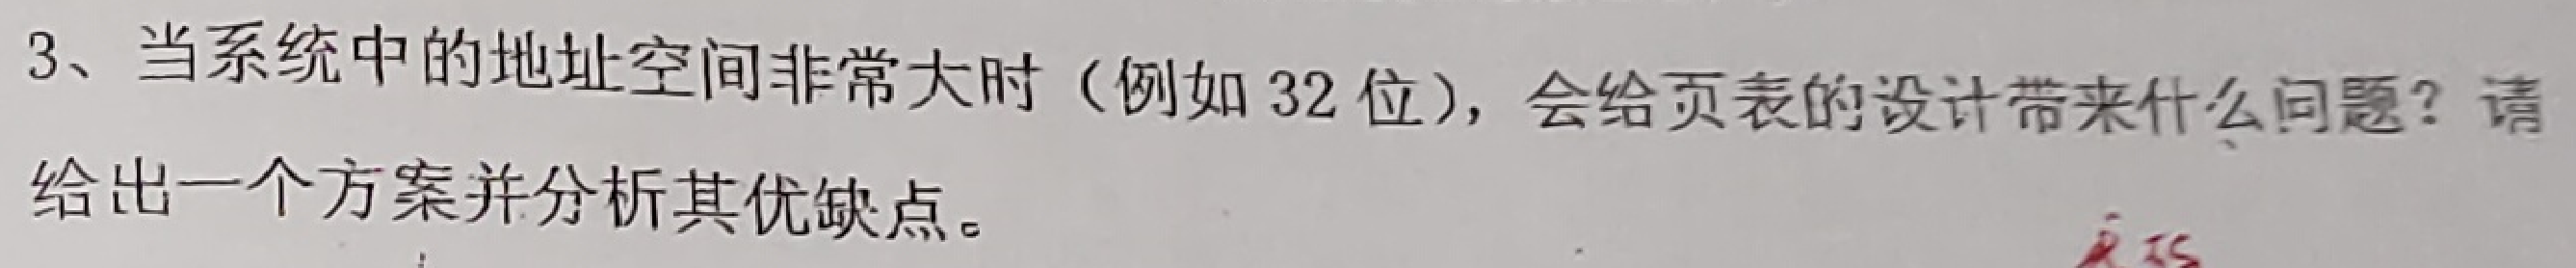 3、当系统中的地址空间非常大时（例如 32 位），会给页表的设计带来什么问题？请
给出一个方案并分析其优缺点。